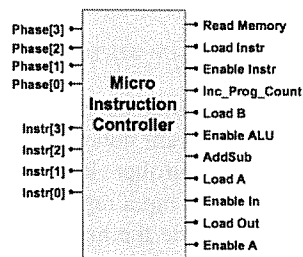 Phase[3]
Phase[2]
Phase[1]
Phase[0]
Instr[3]
Instr[2]
Instr[1]
Instr[0]
Micro
Instruction
Controller
Read Memory
Load Instr
Enable Instr
Inc_Prog_Count
Load B
Enable ALU
AddSub
Load A
Enable In
Load Out
Enable A